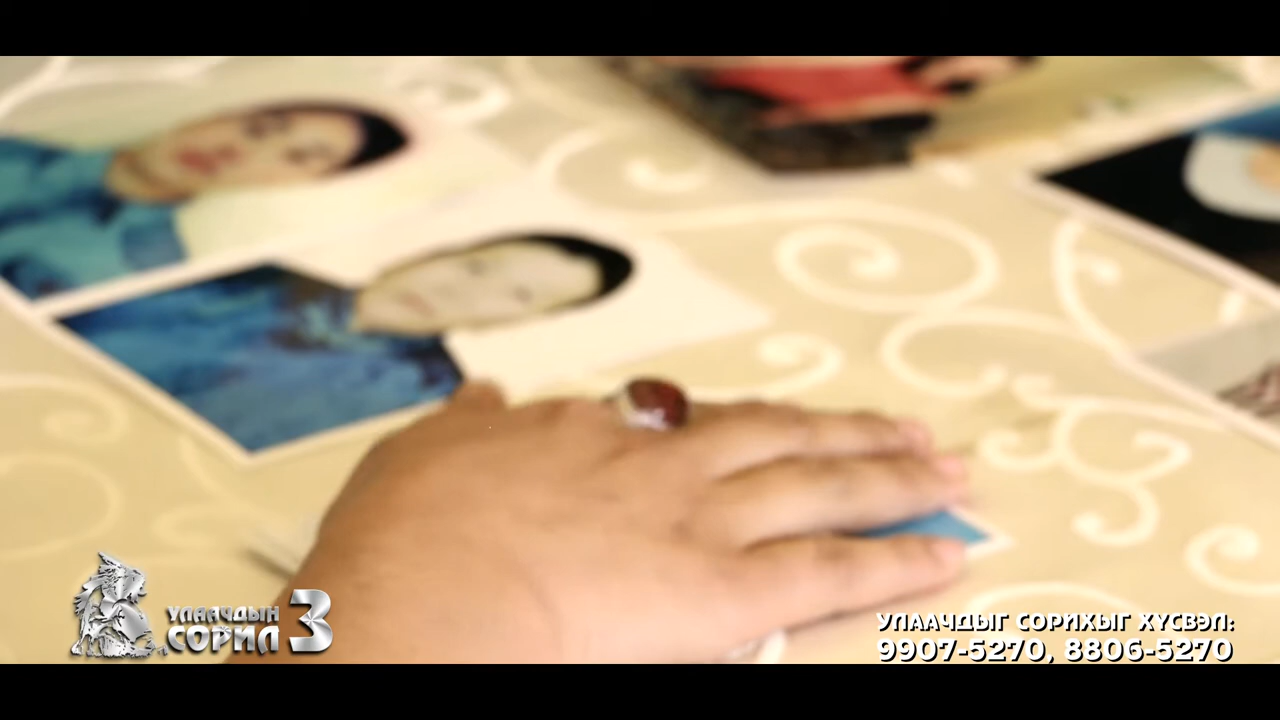 УЛААЧДЫН
СОРИЛ 3
УЛААЧДЫГ СОРИХЫГ ХҮСВЭЛ:
9907-5270, 8806-5270